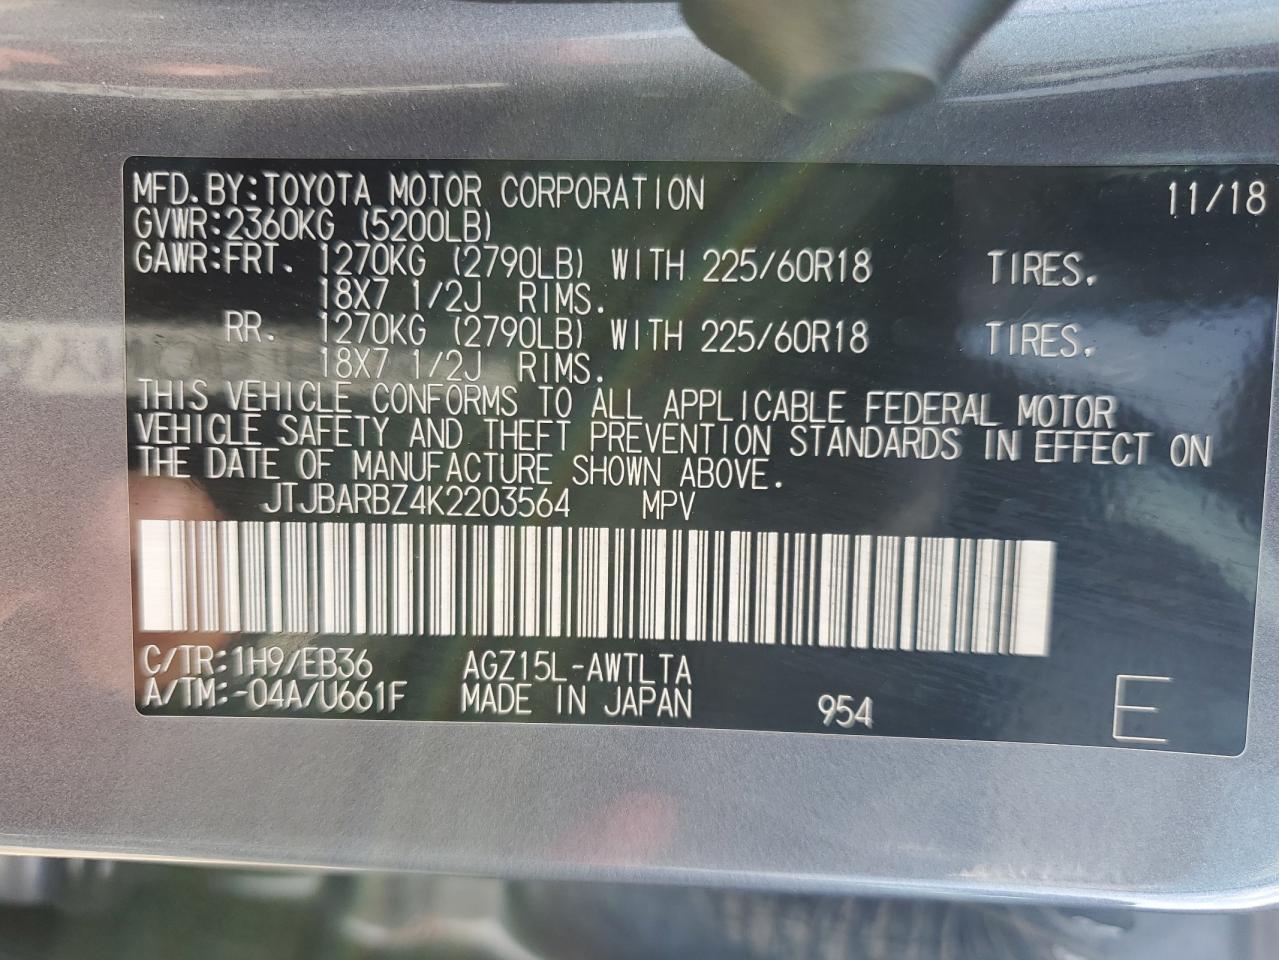 MFD.BY:TOYOTA MOTOR CORPORATION 11/18
GVWR:2360KG (5200LB)
GAWR:FRT. 1270KG (2790LB) WITH 225/60R18 TIRES.
18X7 1/2J RIMS.
RR. 1270KG (2790LB) WITH 225/60R18 TIRES.
18X7 1/2J RIMS.
THIS VEHICLE CONFORMS TO ALL APPLICABLE FEDERAL MOTOR
VEHICLE SAFETY AND THEFT PREVENTION STANDARDS IN EFFECT ON
THE DATE OF MANUFACTURE SHOWN ABOVE.
JTJBARBZ4K2203564 MPV
C/TR:1H9/EB36 AGZ15L-AWTLTA
A/TM:-04A/U661F MADE IN JAPAN 954 E